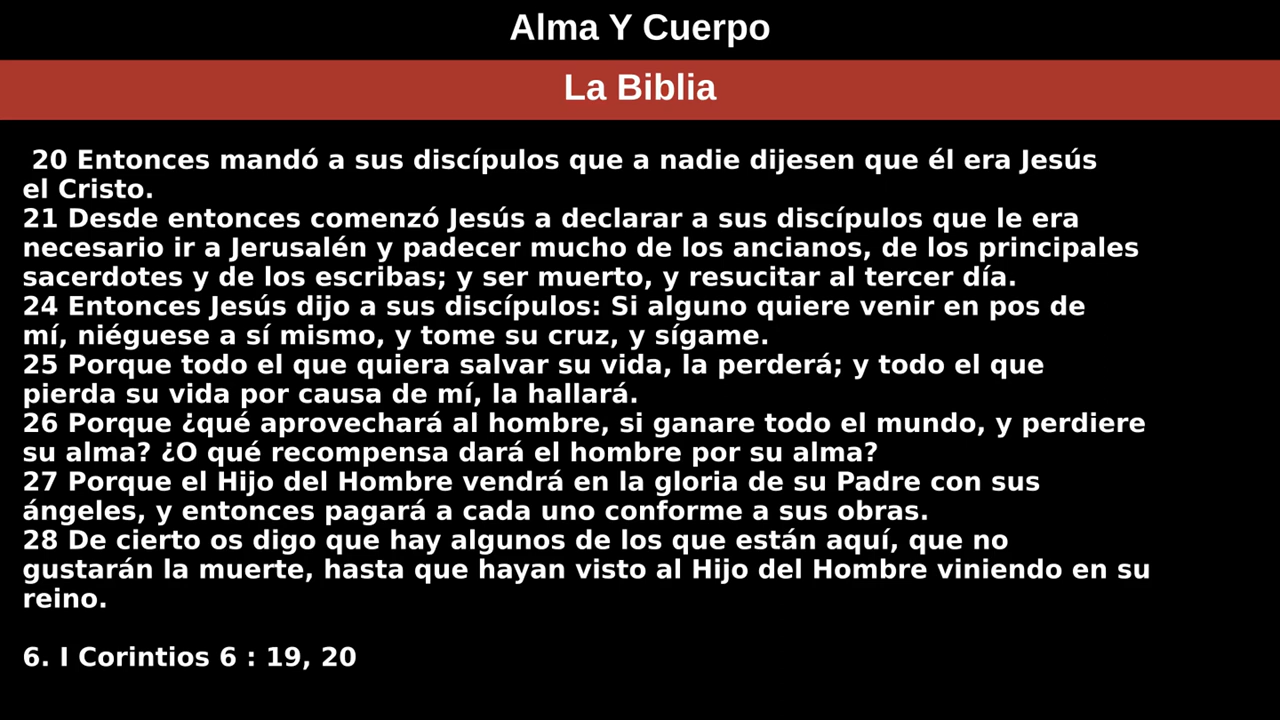 Alma Y Cuerpo
La Biblia
20 Entonces mandó a sus discípulos que a nadie dijesen que él era Jesús
el Cristo.
21 Desde entonces comenzó Jesús a declarar a sus discípulos que le era
necesario ir a Jerusalén y padecer mucho de los ancianos, de los principales
sacerdotes y de los escribas; y ser muerto, y resucitar al tercer día.
24 Entonces Jesús dijo a sus discípulos: Si alguno quiere venir en pos de
mí, niéguese a sí mismo, y tome su cruz, y sígame.
25 Porque todo el que quiera salvar su vida, la perderá; y todo el que
pierda su vida por causa de mí, la hallará.
26 Porque ¿qué aprovechará al hombre, si ganare todo el mundo, y perdiere
su alma? ¿O qué recompensa dará el hombre por su alma?
27 Porque el Hijo del Hombre vendrá en la gloria de su Padre con sus
ángeles, y entonces pagará a cada uno conforme a sus obras.
28 De cierto os digo que hay algunos de los que están aquí, que no
gustarán la muerte, hasta que hayan visto al Hijo del Hombre viniendo en su
reino.
6. I Corintios 6 : 19, 20